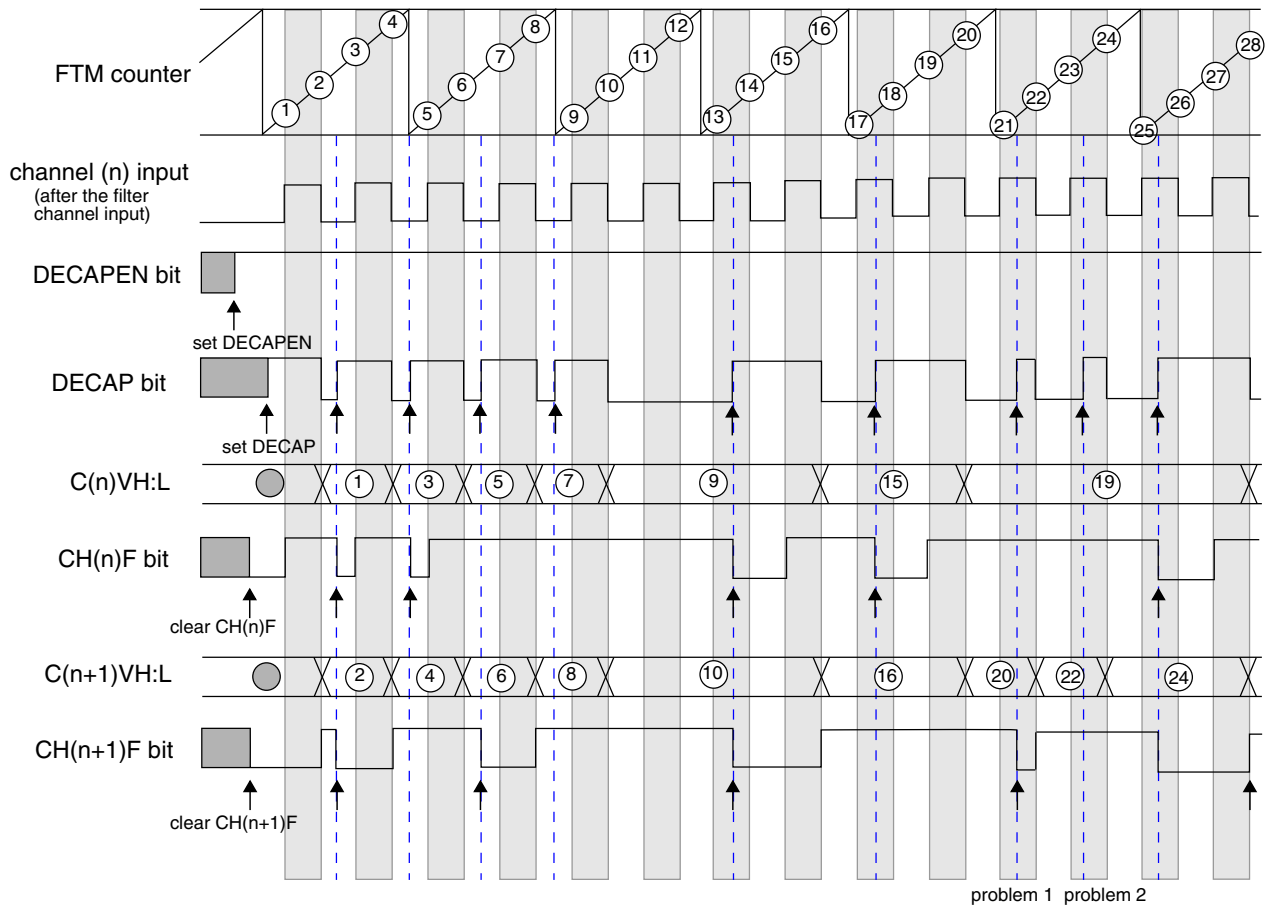 4 8 12 16 20 24 28
3 7 11 15 19 23 27
2 6 10 14 18 22 26
1 5 9 13 17 21 25
FTM counter
channel (n) input
(after the filter
channel input)
DECAPEN bit
set DECAPEN
DECAP bit
set DECAP
C(n)VH:L 1 3 5 7 9 15 19
CH(n)F bit
clear CH(n)F
C(n+1)VH:L 2 4 6 8 10 16 20 22 24
CH(n+1)F bit
clear CH(n+1)F
problem 1 problem 2